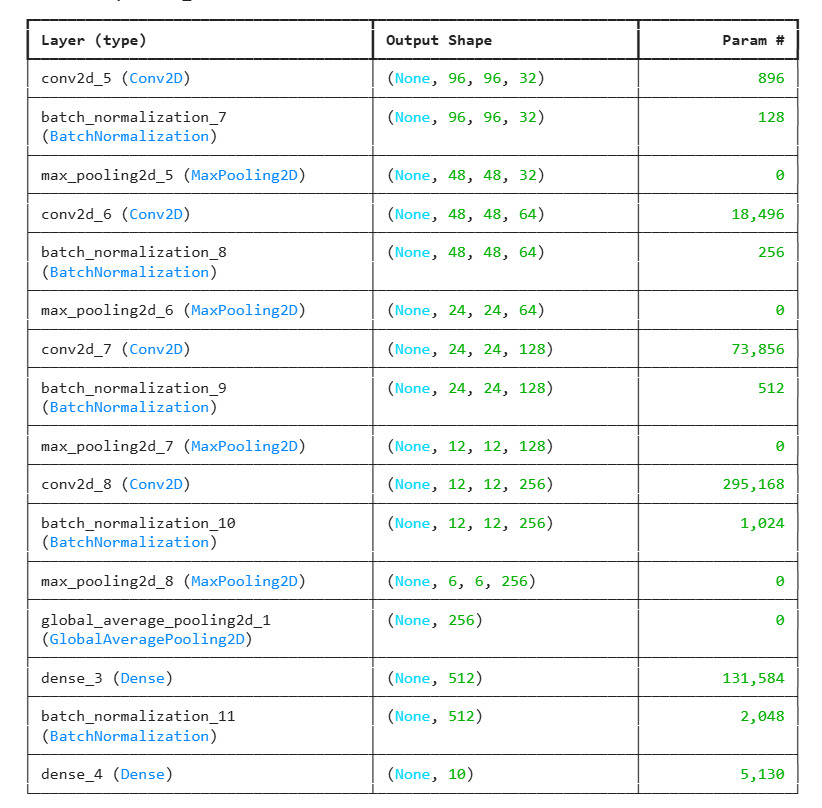 Layer (type) Output Shape Param #
conv2d_5 (Conv2D) (None, 96, 96, 32) 896
batch_normalization_7 (None, 96, 96, 32) 128
(BatchNormalization)
max_pooling2d_5 (MaxPooling2D) (None, 48, 48, 32) 0
conv2d_6 (Conv2D) (None, 48, 48, 64) 18,496
batch_normalization_8 (None, 48, 48, 64) 256
(BatchNormalization)
max_pooling2d_6 (MaxPooling2D) (None, 24, 24, 64) 0
conv2d_7 (Conv2D) (None, 24, 24, 128) 73,856
batch_normalization_9 (None, 24, 24, 128) 512
(BatchNormalization)
max_pooling2d_7 (MaxPooling2D) (None, 12, 12, 128) 0
conv2d_8 (Conv2D) (None, 12, 12, 256) 295,168
batch_normalization_10 (None, 12, 12, 256) 1,024
(BatchNormalization)
max_pooling2d_8 (MaxPooling2D) (None, 6, 6, 256) 0
global_average_pooling2d_1 (None, 256) 0
(GlobalAveragePooling2D)
dense_3 (Dense) (None, 512) 131,584
batch_normalization_11 (None, 512) 2,048
(BatchNormalization)
dense_4 (Dense) (None, 10) 5,130